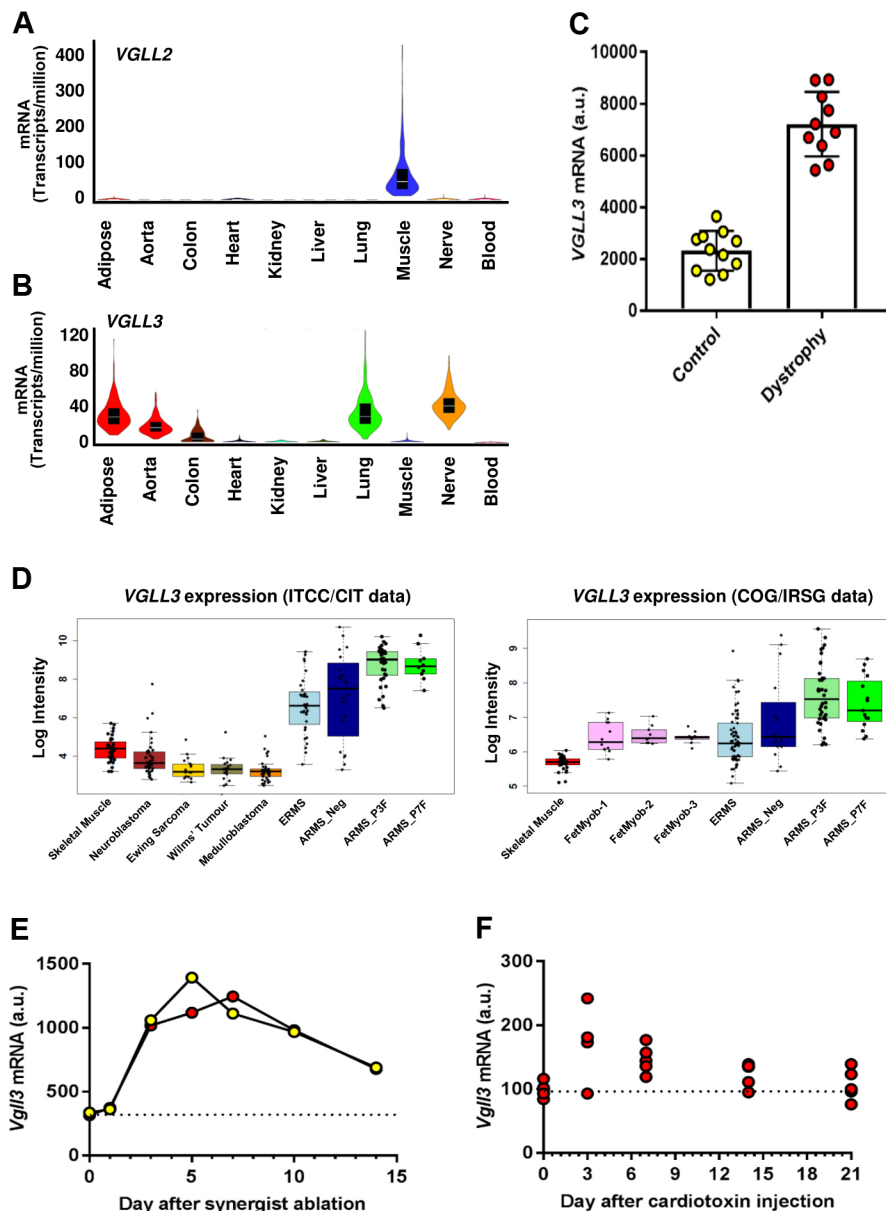 A
VGLL2
mRNA
(Transcripts/million)
400
300
200
100
0
Adipose
Aorta
Colon
Heart
Kidney
Liver
Lung
Muscle
Nerve
Blood
B
VGLL3
mRNA
(Transcripts/million)
120
80
40
0
Adipose
Aorta
Colon
Heart
Kidney
Liver
Lung
Muscle
Nerve
Blood
C
VGLL3 mRNA (a.u.)
10000
8000
6000
4000
2000
0
Control
Dystrophy
D
VGLL3 expression (ITCC/CIT data)
Log Intensity
10
8
6
4
Skeletal Muscle
Neuroblastoma
Ewing Sarcoma
Wilms' Tumour
Medulloblastoma
ERMS
ARMS_Neg
ARMS_P3F
ARMS_P7F
VGLL3 expression (COG/IRSG data)
Log Intensity
9
8
7
6
5
Skeletal Muscle
FetMyob-1
FetMyob-2
FetMyob-3
ERMS
ARMS_Neg
ARMS_P3F
ARMS_P7F
E
Vgll3 mRNA (a.u.)
1500
1000
500
0
0 5 10 15
Day after synergist ablation
F
Vgll3 mRNA (a.u.)
300
200
100
0
0 3 6 9 12 15 18 21
Day after cardiotoxin injection